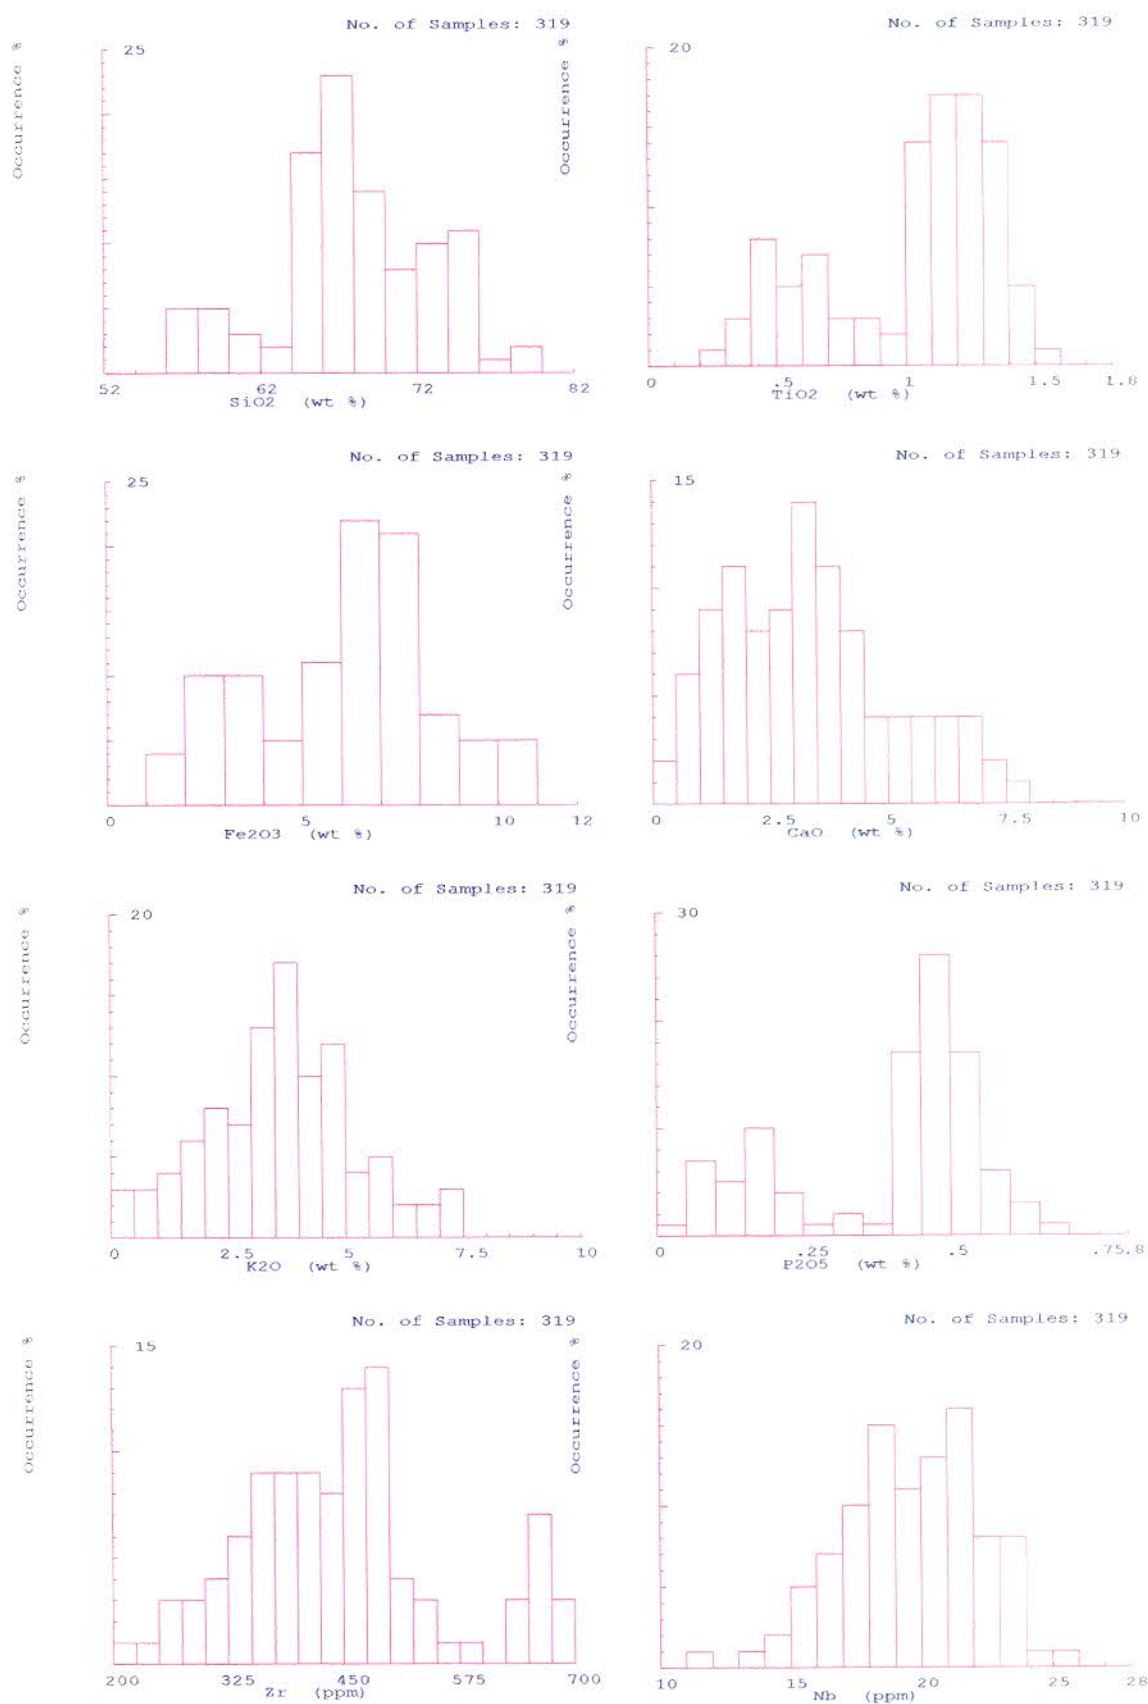 No. of Samples: 319
Occurrence %
25
52 62 72 82
SiO2 (wt %)
No. of Samples: 319
Occurrence %
20
0 .5 1 1.5 1.8
TiO2 (wt %)
No. of Samples: 319
Occurrence %
25
0 5 10 12
Fe2O3 (wt %)
No. of Samples: 319
Occurrence %
15
0 2.5 5 7.5 10
CaO (wt %)
No. of Samples: 319
Occurrence %
20
0 2.5 5 7.5 10
K2O (wt %)
No. of Samples: 319
Occurrence %
30
0 .25 .5 .75.8
P2O5 (wt %)
No. of Samples: 319
Occurrence %
15
200 325 450 575 700
Zr (ppm)
No. of Samples: 319
Occurrence %
20
10 15 20 25 28
Nb (ppm)